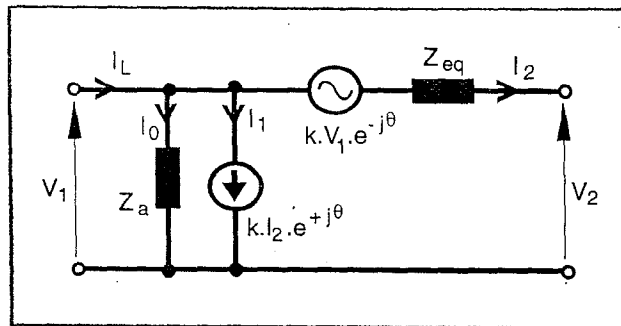 I_L
Z_eq
I_2
I_0
I_1
k.V_1.e^-jθ
V_1
Z_a
k.I_2.e^+jθ
V_2